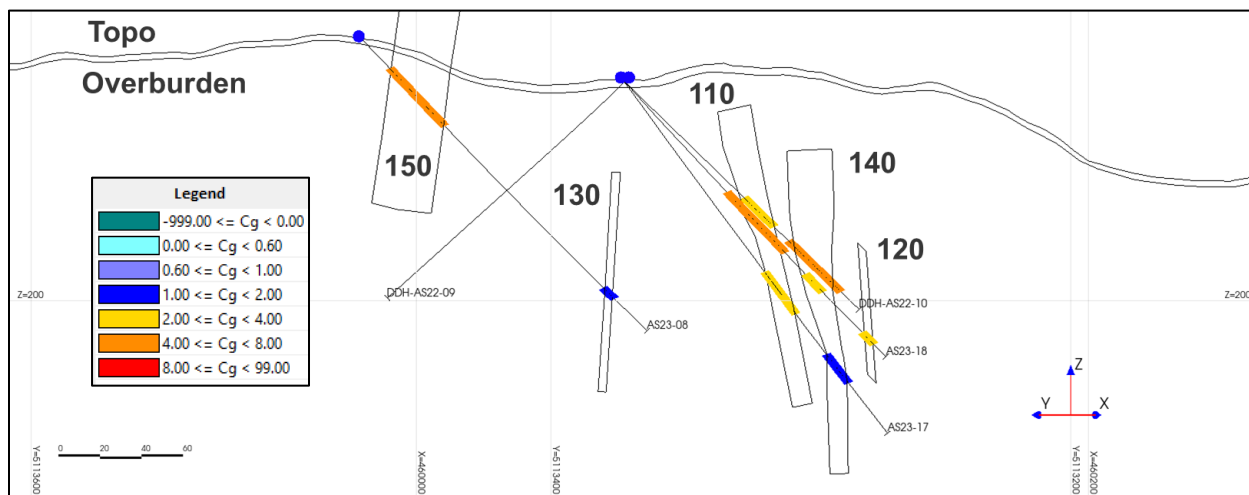 Topo
Overburden
110
140
150
130
120
Legend
-999.00 <= Cg < 0.00
0.00 <= Cg < 0.60
0.60 <= Cg < 1.00
1.00 <= Cg < 2.00
2.00 <= Cg < 4.00
4.00 <= Cg < 8.00
8.00 <= Cg < 99.00
Z=200
Z=200
DDH-AS22-09
DDH-AS22-10
AS23-08
AS23-18
AS23-17
Z
Y
X
0 20 40 60
Y=5113600
X=460000
Y=5113400
Y=5113200
X=460200